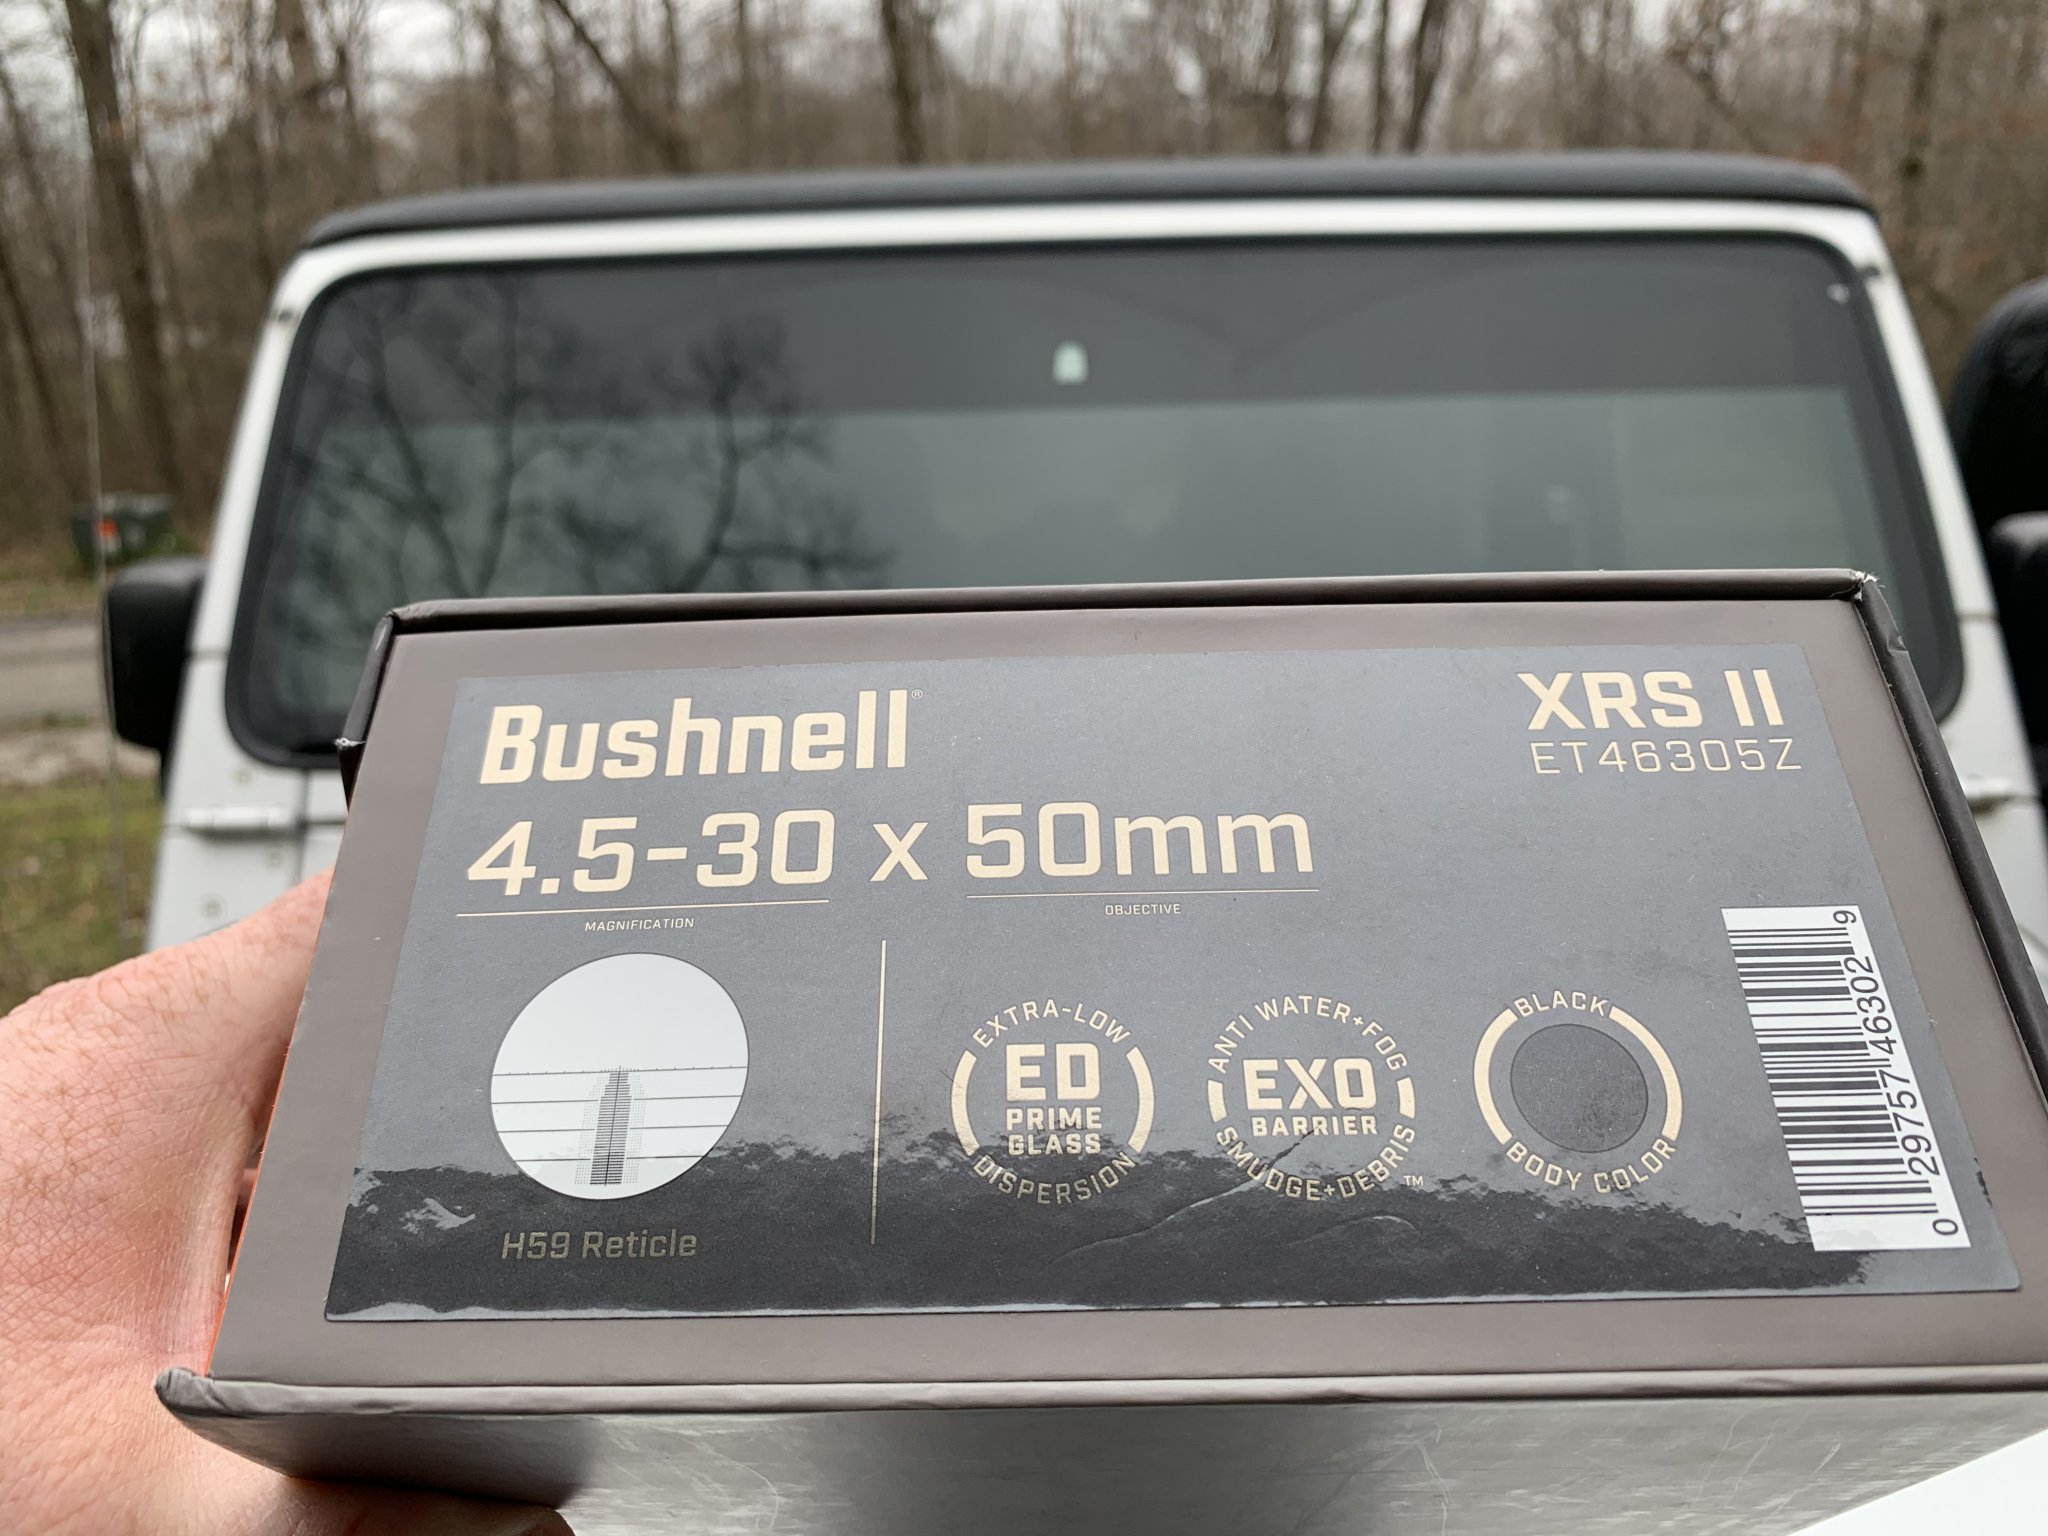 Bushnell®
XRS II
ET46305Z
4.5-30 x 50mm
MAGNIFICATION
OBJECTIVE
H59 Reticle
EXTRA-LOW
ED
PRIME
GLASS
DISPERSION
ANTI WATER+FOG
EXO
BARRIER
SMUDGE+DEBRIS™
BLACK
BODY COLOR
0 29757 46302 9